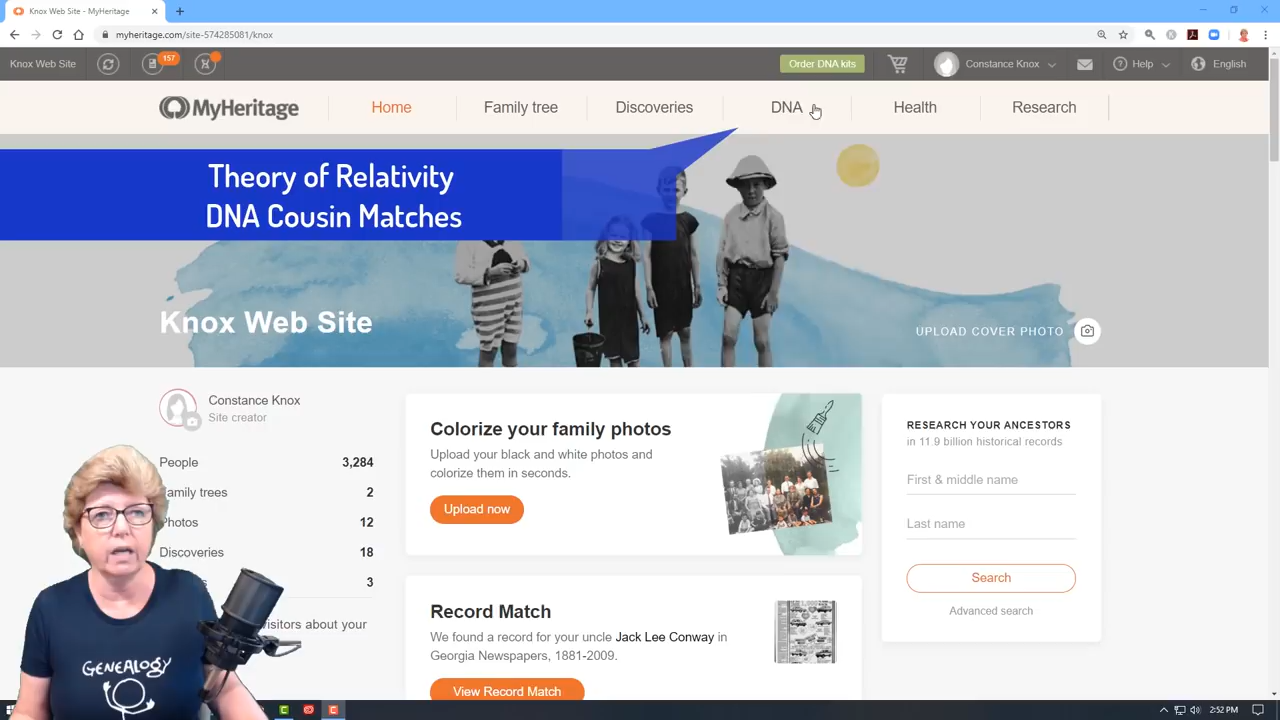 Knox Web Site - MyHeritage
myheritage.com/site-574285081/knox
Knox Web Site
157
Order DNA kits
Constance Knox
Help
English
MyHeritage
Home
Family tree
Discoveries
DNA
Health
Research
Theory of Relativity
DNA Cousin Matches
Knox Web Site
UPLOAD COVER PHOTO
Constance Knox
Site creator
People 3,284
amily trees 2
Photos 12
Discoveries 18
3
visitors about your
GENEALOGY
Colorize your family photos
Upload your black and white photos and
colorize them in seconds.
Upload now
Record Match
We found a record for your uncle Jack Lee Conway in
Georgia Newspapers, 1881-2009.
View Record Match
RESEARCH YOUR ANCESTORS
in 11.9 billion historical records
First & middle name
Last name
Search
Advanced search
2:52 PM